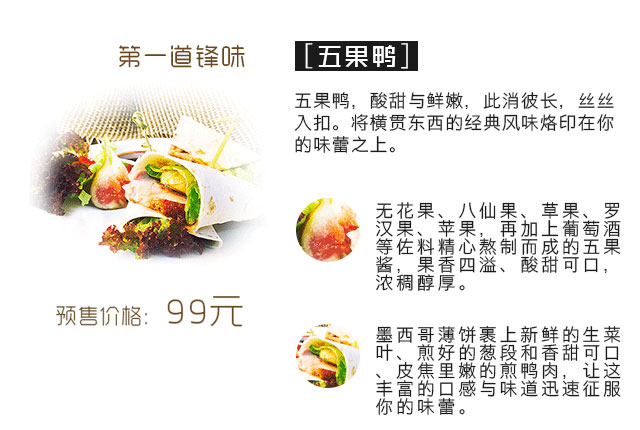 第一道锋味
[五果鸭]
五果鸭，酸甜与鲜嫩，此消彼长，丝丝
入扣。将横贯东西的经典风味烙印在你
的味蕾之上。
无花果、八仙果、草果、罗
汉果、苹果，再加上葡萄酒
等佐料精心熬制而成的五果
酱，果香四溢、酸甜可口，
浓稠醇厚。
预售价格：99元
墨西哥薄饼裹上新鲜的生菜
叶、煎好的葱段和香甜可口
、皮焦里嫩的煎鸭肉，让这
丰富的口感与味道迅速征服
你的味蕾。